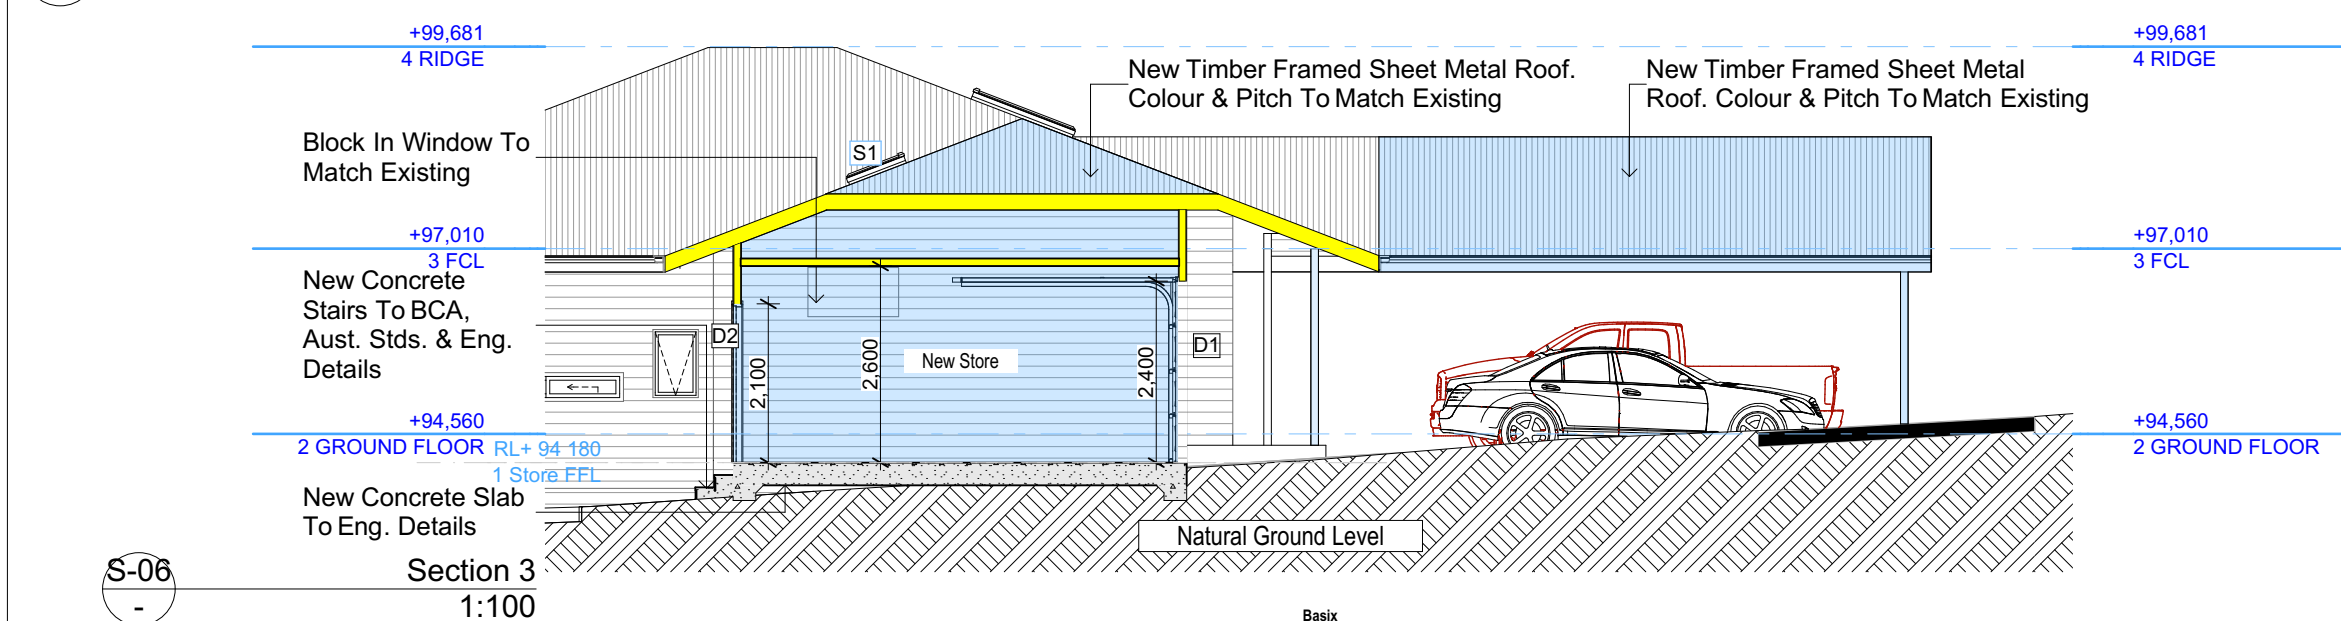 +99,681
4 RIDGE
+99,681
4 RIDGE
New Timber Framed Sheet Metal Roof.
Colour & Pitch To Match Existing
New Timber Framed Sheet Metal
Roof. Colour & Pitch To Match Existing
Block In Window To
Match Existing
S1
+97,010
3 FCL
+97,010
3 FCL
New Concrete
Stairs To BCA,
Aust. Stds. & Eng.
Details
D2
2,100
2,600
New Store
2,400
D1
+94,560
2 GROUND FLOOR
+94,560
2 GROUND FLOOR
RL+ 94 180
1 Store FFL
New Concrete Slab
To Eng. Details
Natural Ground Level
S-06
-
Section 3
1:100
Basix